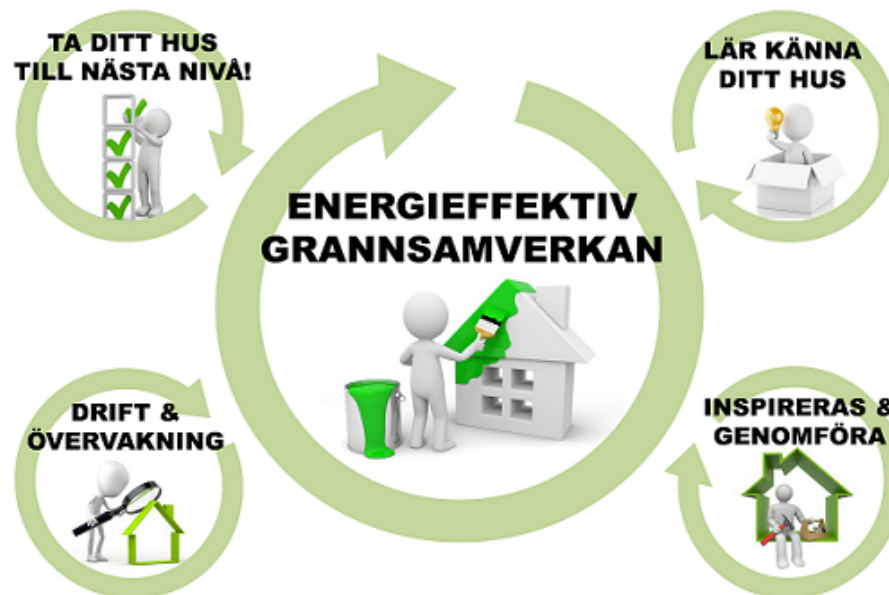 TA DITT HUS
TILL NÄSTA NIVÅ!
LÄR KÄNNA
DITT HUS
ENERGIEFFEKTIV
GRANNSAMVERKAN
DRIFT &
ÖVERVAKNING
INSPIRERAS &
GENOMFÖRA